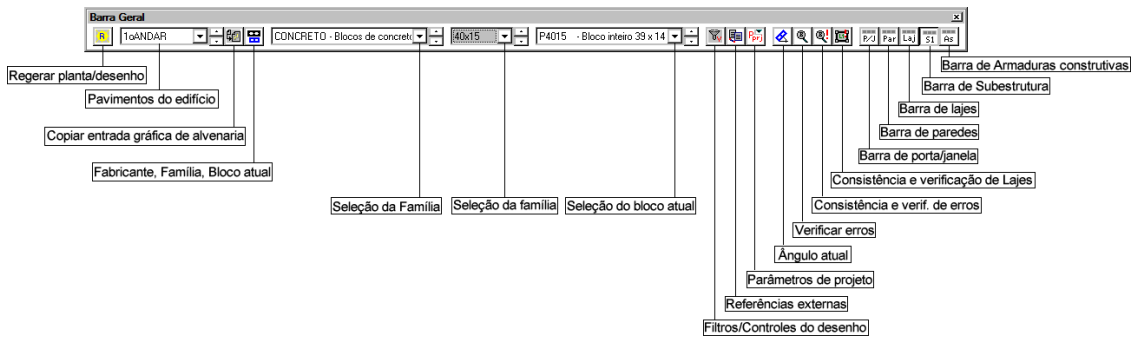 Barra Geral
R
1oANDAR
CONCRETO - Blocos de concreto
40x15
P4015 - Bloco inteiro 39 x 14
P/J
Par
Laj
S1
As
Regerar planta/desenho
Pavimentos do edifício
Copiar entrada gráfica de alvenaria
Fabricante, Família, Bloco atual
Seleção da Família
Seleção da família
Seleção do bloco atual
Barra de Armaduras construtivas
Barra de Subestrutura
Barra de lajes
Barra de paredes
Barra de porta/janela
Consistência e verificação de Lajes
Consistência e verif. de erros
Verificar erros
Ângulo atual
Parâmetros de projeto
Referências externas
Filtros/Controles do desenho